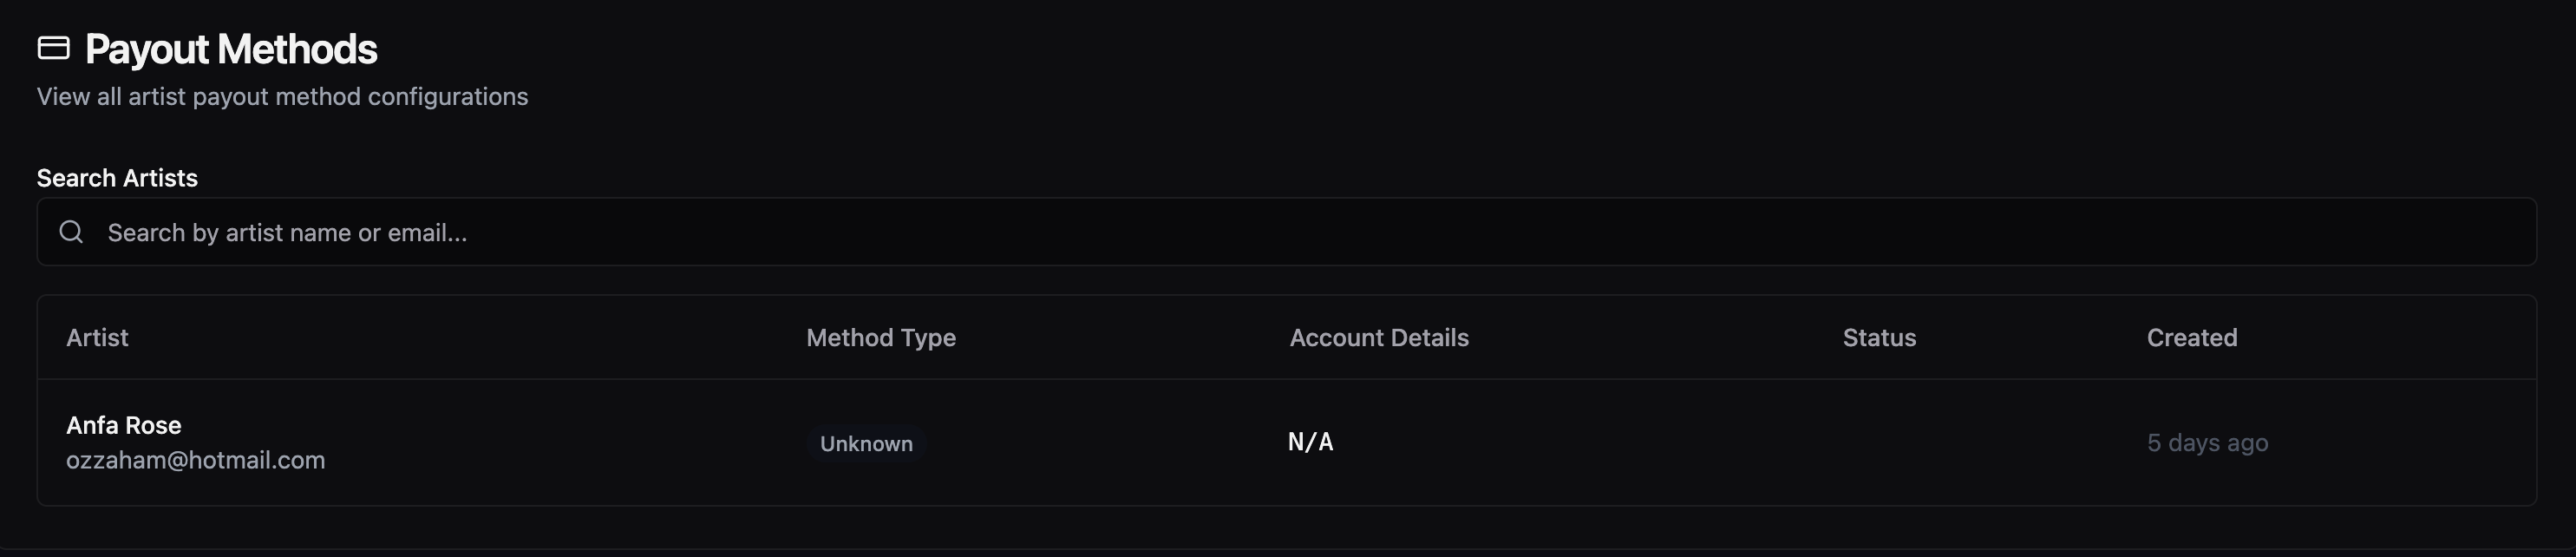 Payout Methods
View all artist payout method configurations
Search Artists
Search by artist name or email...
Artist Method Type Account Details Status Created
Anfa Rose
ozzaham@hotmail.com
Unknown N/A 5 days ago